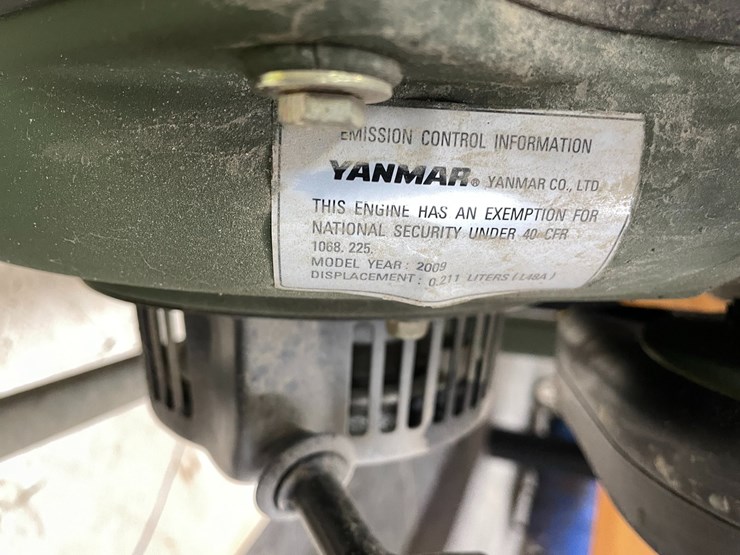 EMISSION CONTROL INFORMATION
YANMAR® YANMAR CO., LTD.
THIS ENGINE HAS AN EXEMPTION FOR
NATIONAL SECURITY UNDER 40 CFR
1068. 225.
MODEL YEAR : 2009
DISPLACEMENT : 0.211 LITERS ( L48A )